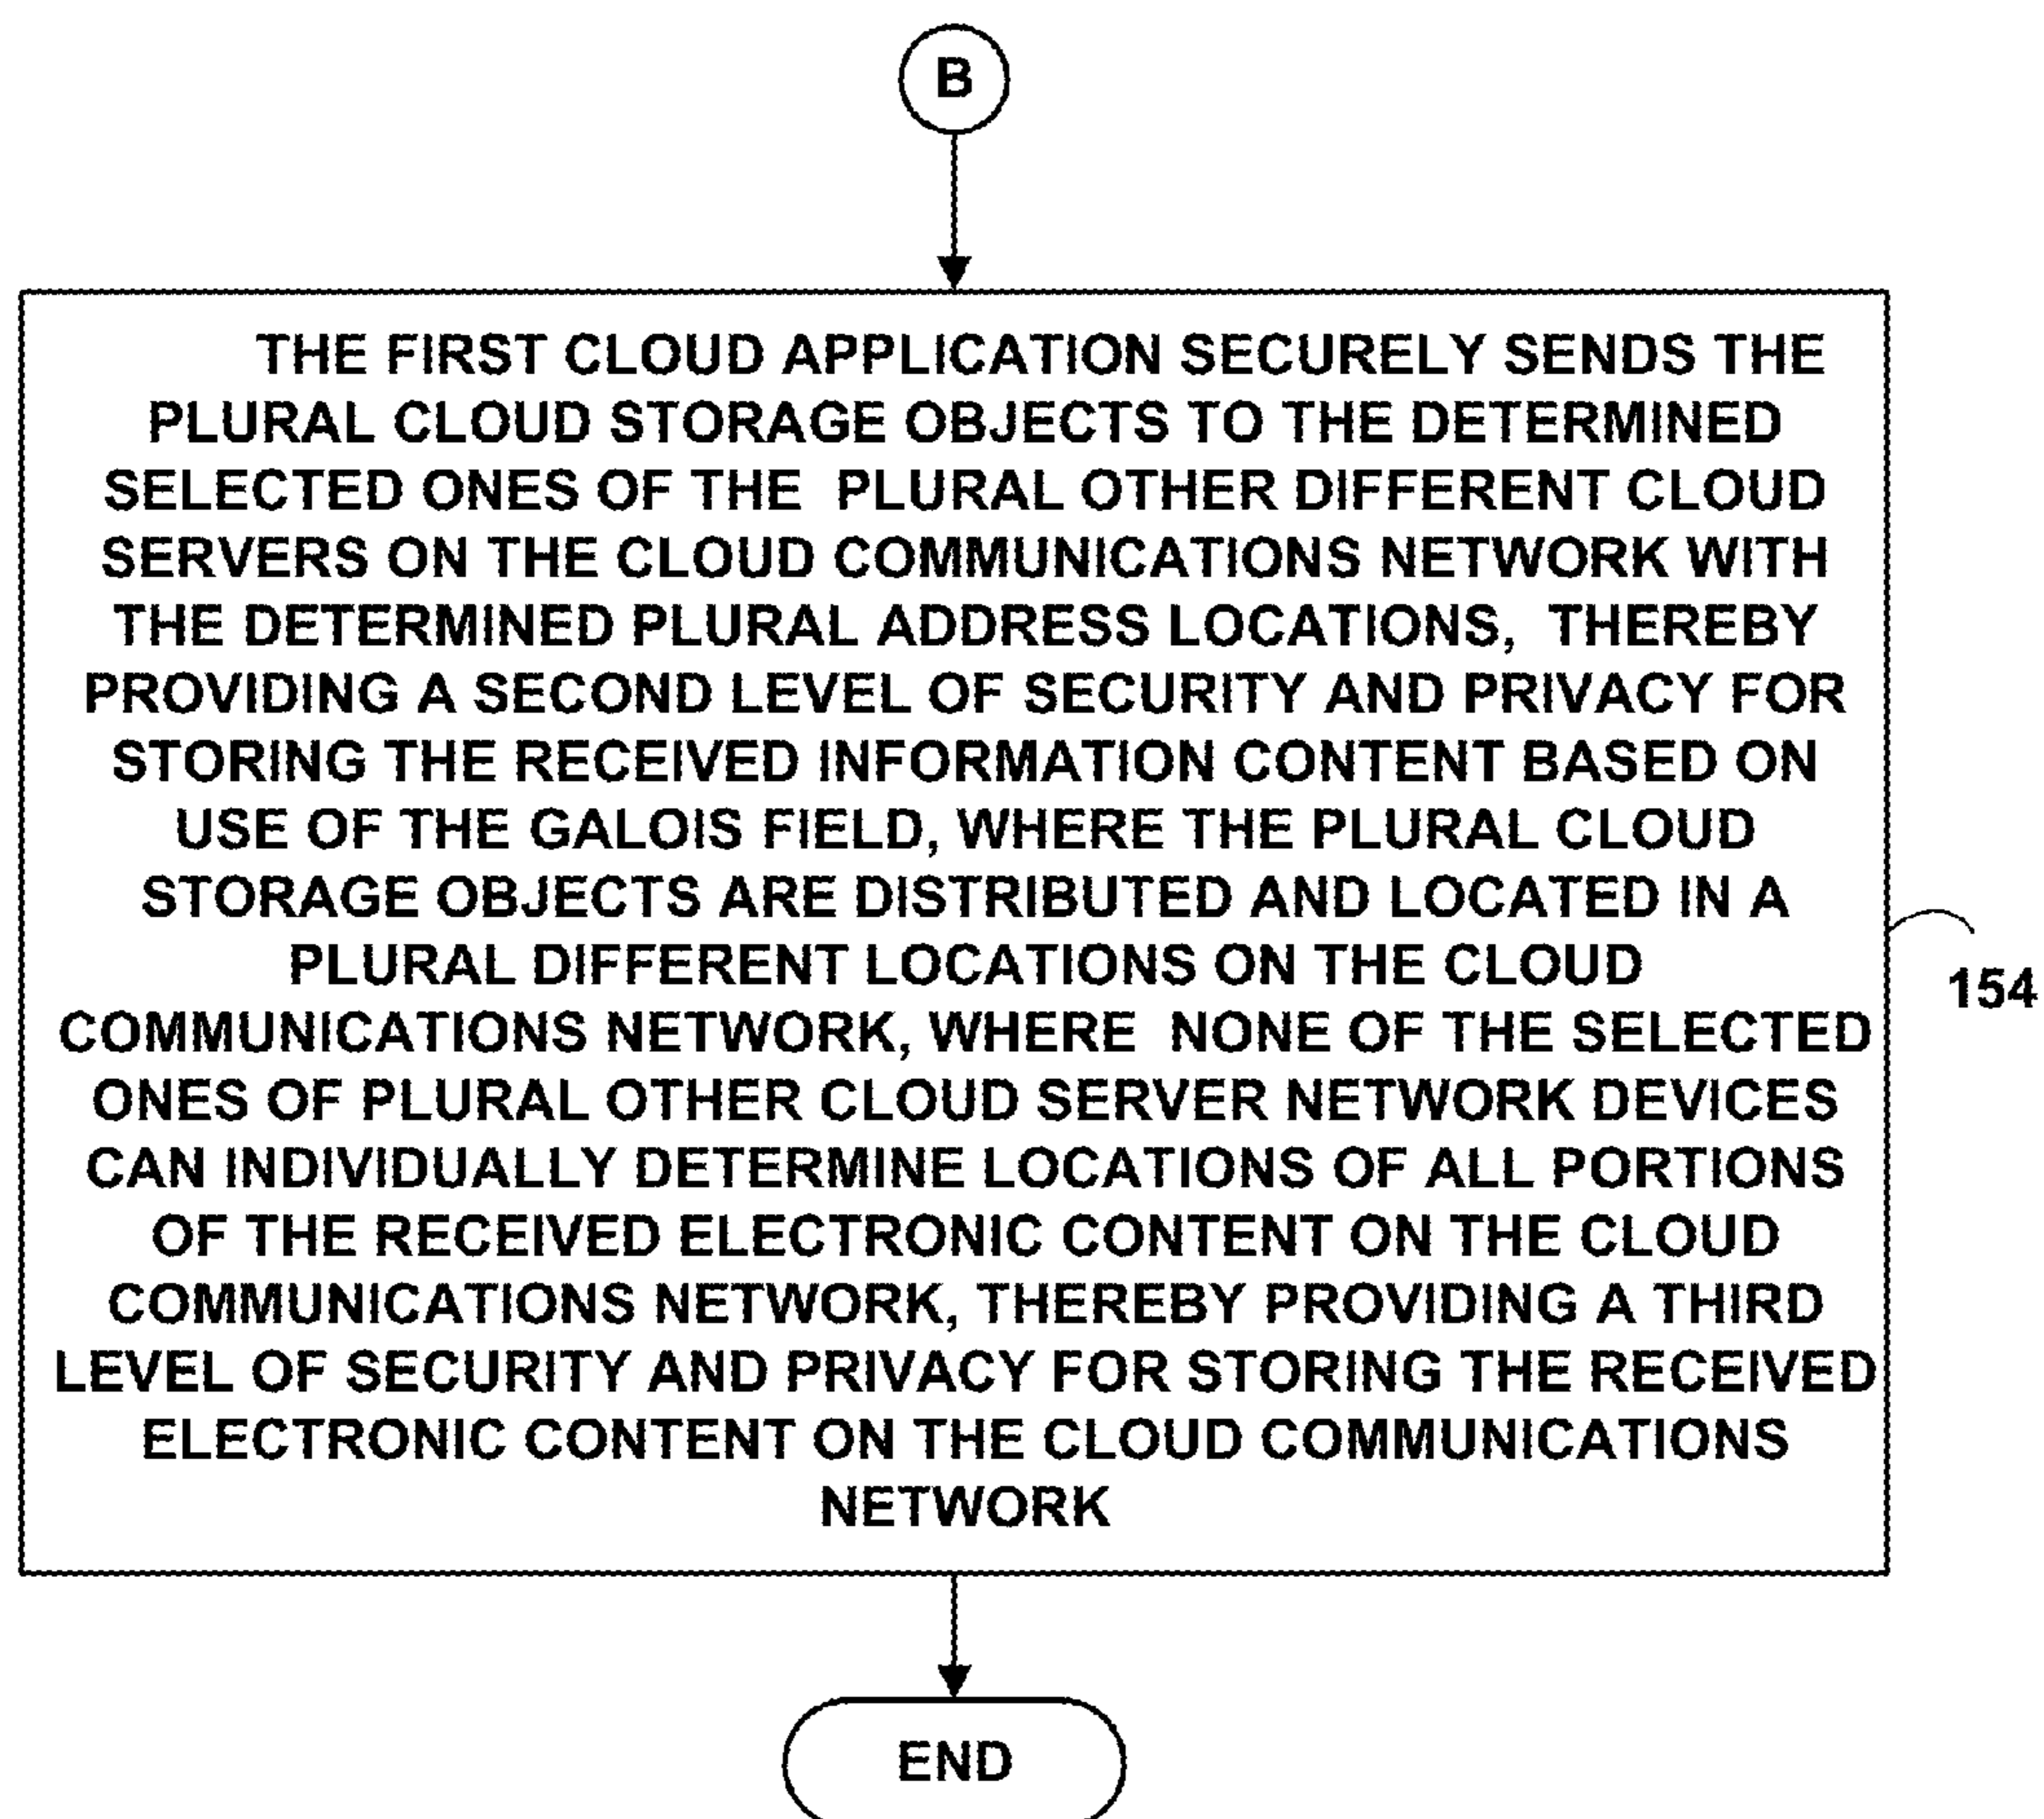 B
THE FIRST CLOUD APPLICATION SECURELY SENDS THE
PLURAL CLOUD STORAGE OBJECTS TO THE DETERMINED
SELECTED ONES OF THE PLURAL OTHER DIFFERENT CLOUD
SERVERS ON THE CLOUD COMMUNICATIONS NETWORK WITH
THE DETERMINED PLURAL ADDRESS LOCATIONS, THEREBY
PROVIDING A SECOND LEVEL OF SECURITY AND PRIVACY FOR
STORING THE RECEIVED INFORMATION CONTENT BASED ON
USE OF THE GALOIS FIELD, WHERE THE PLURAL CLOUD
STORAGE OBJECTS ARE DISTRIBUTED AND LOCATED IN A
PLURAL DIFFERENT LOCATIONS ON THE CLOUD
COMMUNICATIONS NETWORK, WHERE NONE OF THE SELECTED
ONES OF PLURAL OTHER CLOUD SERVER NETWORK DEVICES
CAN INDIVIDUALLY DETERMINE LOCATIONS OF ALL PORTIONS
OF THE RECEIVED ELECTRONIC CONTENT ON THE CLOUD
COMMUNICATIONS NETWORK, THEREBY PROVIDING A THIRD
LEVEL OF SECURITY AND PRIVACY FOR STORING THE RECEIVED
ELECTRONIC CONTENT ON THE CLOUD COMMUNICATIONS
NETWORK
154
END